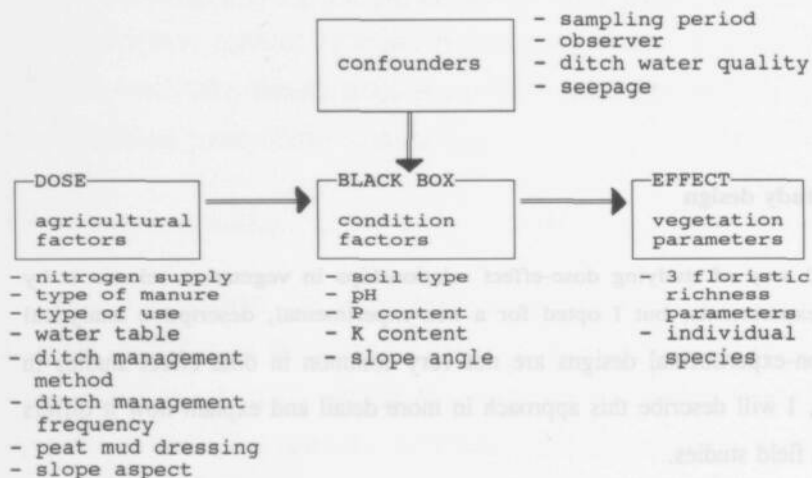 confounders
- sampling period
- observer
- ditch water quality
- seepage
DOSE
agricultural
factors
- nitrogen supply
- type of manure
- type of use
- water table
- ditch management
method
- ditch management
frequency
- peat mud dressing
- slope aspect
BLACK BOX
condition
factors
- soil type
- pH
- P content
- K content
- slope angle
EFFECT
vegetation
parameters
- 3 floristic
richness
parameters
- individual
species